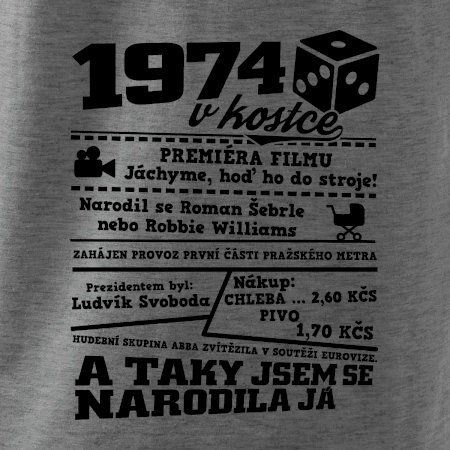 1974
v kostce
PREMIÉRA FILMU
Jáchyme, hoď ho do stroje!
Narodil se Roman Šebrle
nebo Robbie Williams
ZAHÁJEN PROVOZ PRVNÍ ČÁSTI PRAŽSKÉHO METRA
Prezidentem byl:
Ludvík Svoboda
Nákup:
CHLEBA ... 2,60 KČS
PIVO
1,70 KČS
HUDEBNÍ SKUPINA ABBA ZVÍTĚZILA V SOUTĚŽI EUROVIZE.
A TAKY JSEM SE
NARODILA JÁ